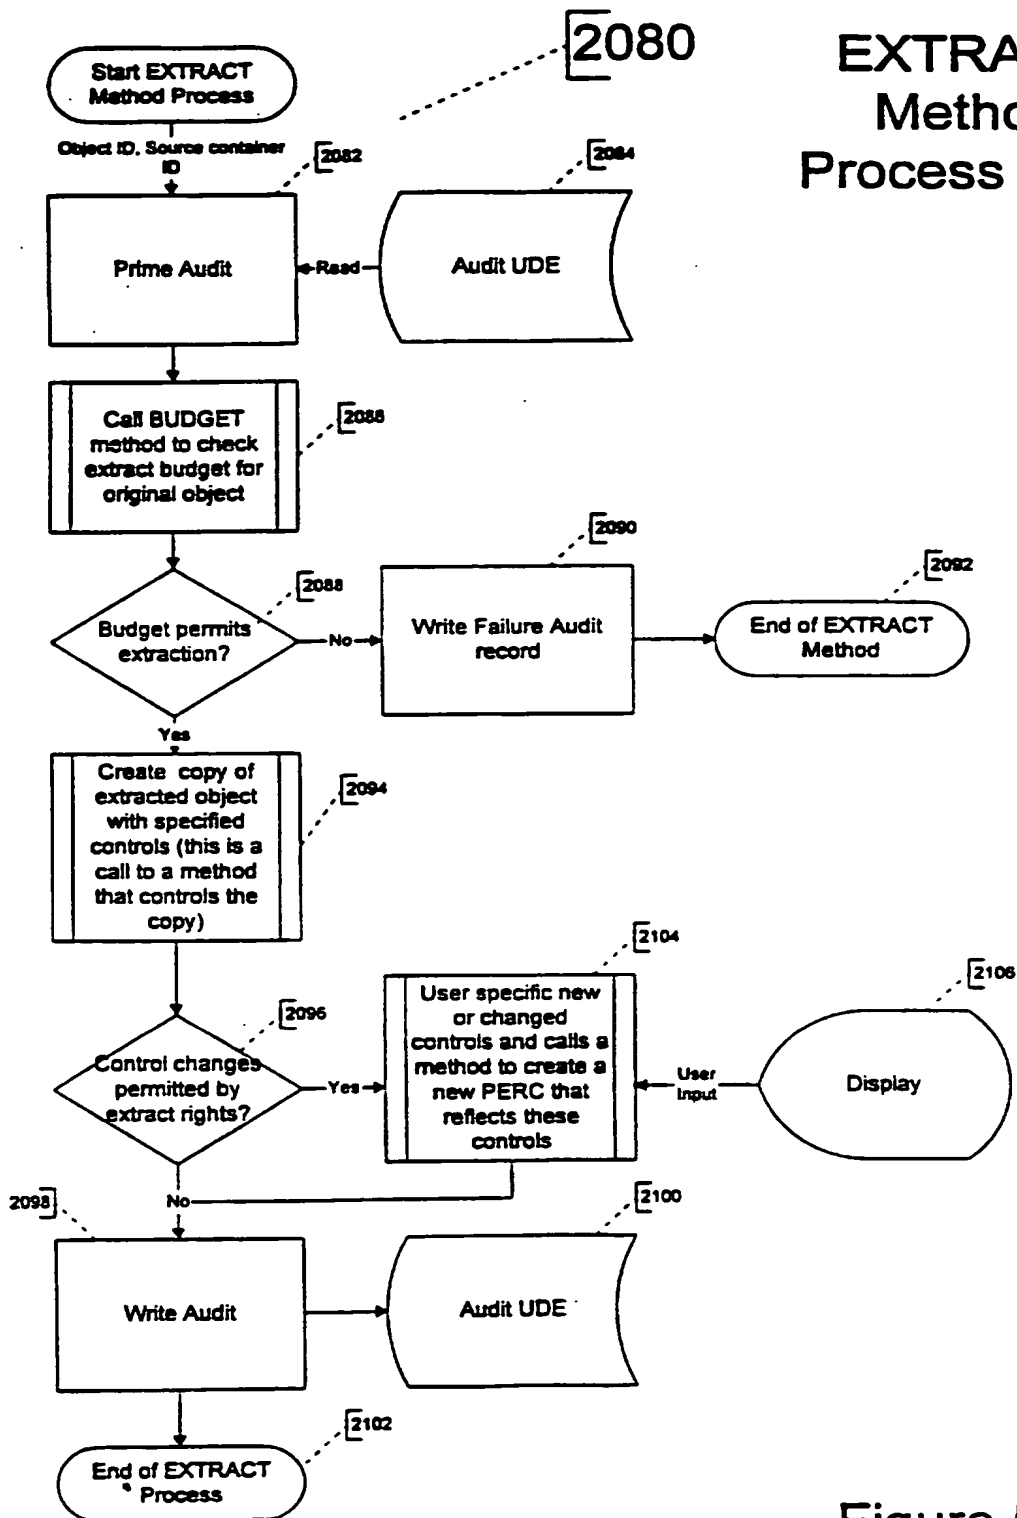 2080
EXTRA
Metho
Process
Start EXTRACT
Method Process
Object ID, Source container
ID
2082
2084
Prime Audit
Read
Audit UDE
Call BUDGET
method to check
extract budget for
original object
2086
2088
Budget permits
extraction?
No
2090
Write Failure Audit
record
2092
End of EXTRACT
Method
Yes
Create copy of
extracted object
with specified
controls (this is a
call to a method
that controls the
copy)
2094
2096
Control changes
permitted by
extract rights?
Yes
2104
User specific new
or changed
controls and calls a
method to create a
new PERC that
reflects these
controls
User
Input
2106
Display
No
2098
Write Audit
2100
Audit UDE
2102
End of EXTRACT
Process
Figure